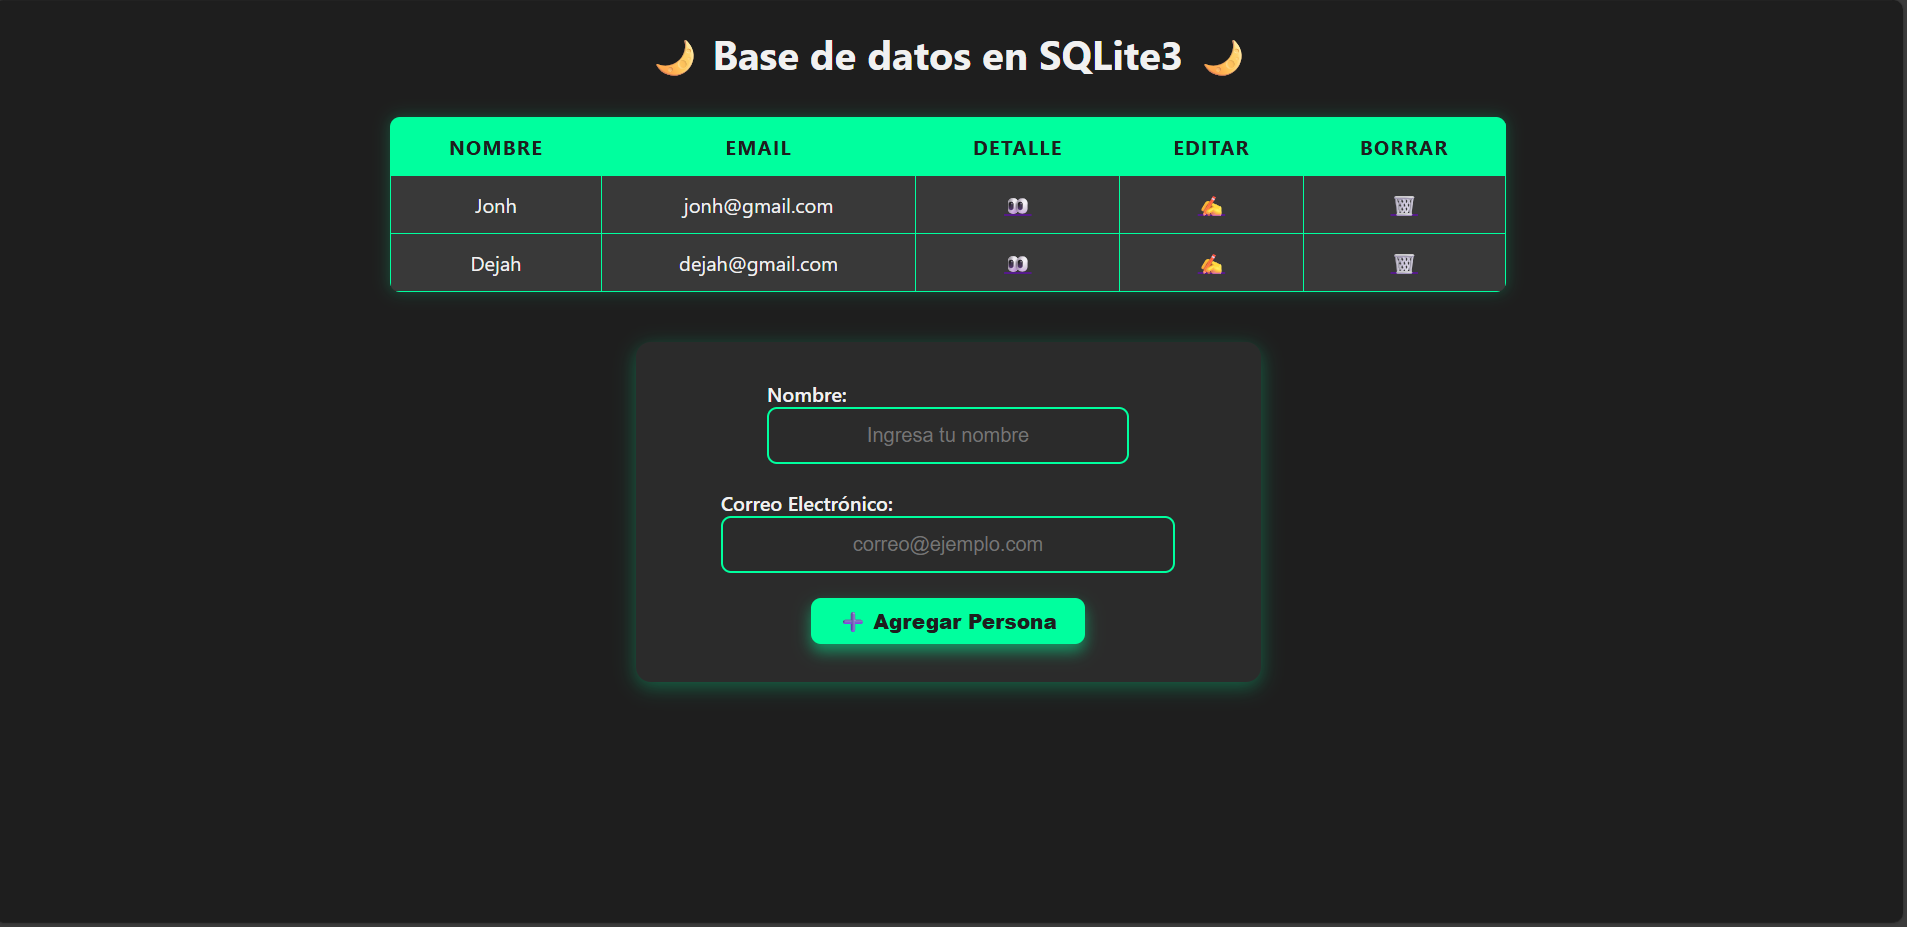 🌙 Base de datos en SQLite3 🌙
NOMBRE EMAIL DETALLE EDITAR BORRAR
Jonh jonh@gmail.com 👀 ✍️ 🗑️
Dejah dejah@gmail.com 👀 ✍️ 🗑️
Nombre:
Ingresa tu nombre
Correo Electrónico:
correo@ejemplo.com
➕ Agregar Persona